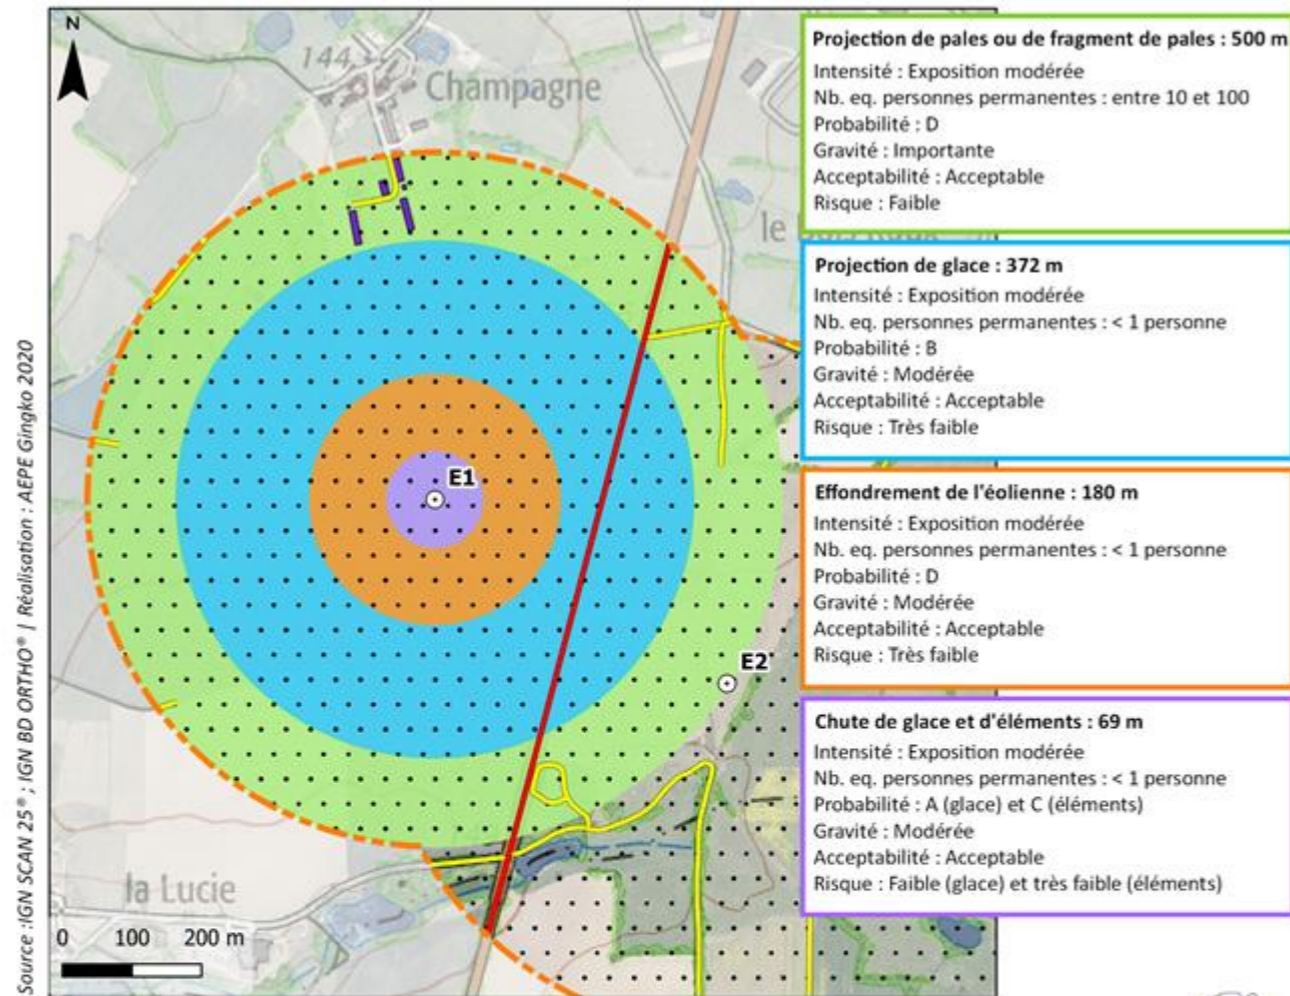 N
144
Champagne
le
E1
E2
la Lucie
0 100 200 m
Source :IGN SCAN 25® ; IGN BD ORTHO® | Réalisation : AEPE Gingko 2020
Projection de pales ou de fragment de pales : 500 m
Intensité : Exposition modérée
Nb. eq. personnes permanentes : entre 10 et 100
Probabilité : D
Gravité : Importante
Acceptabilité : Acceptable
Risque : Faible
Projection de glace : 372 m
Intensité : Exposition modérée
Nb. eq. personnes permanentes : < 1 personne
Probabilité : B
Gravité : Modérée
Acceptabilité : Acceptable
Risque : Très faible
Effondrement de l'éolienne : 180 m
Intensité : Exposition modérée
Nb. eq. personnes permanentes : < 1 personne
Probabilité : D
Gravité : Modérée
Acceptabilité : Acceptable
Risque : Très faible
Chute de glace et d'éléments : 69 m
Intensité : Exposition modérée
Nb. eq. personnes permanentes : < 1 personne
Probabilité : A (glace) et C (éléments)
Gravité : Modérée
Acceptabilité : Acceptable
Risque : Faible (glace) et très faible (éléments)